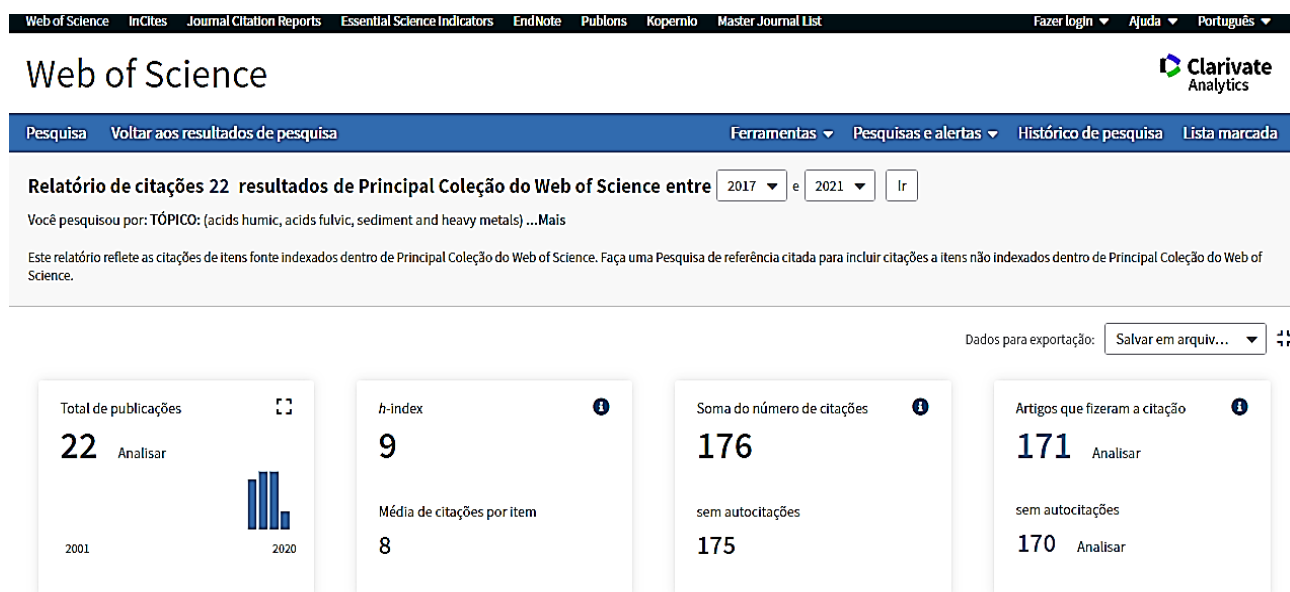 Web of Science InCites Journal Citation Reports Essential Science Indicators EndNote Publons Kopernio Master Journal List Fazer login Ajuda Português
Web of Science
Clarivate
Analytics
Pesquisa Voltar aos resultados de pesquisa Ferramentas Pesquisas e alertas Histórico de pesquisa Lista marcada
Relatório de citações 22 resultados de Principal Coleção do Web of Science entre 2017 e 2021 Ir
Você pesquisou por: TÓPICO: (acids humic, acids fulvic, sediment and heavy metals) ...Mais
Este relatório reflete as citações de itens fonte indexados dentro de Principal Coleção do Web of Science. Faça uma Pesquisa de referência citada para incluir citações a itens não indexados dentro de Principal Coleção do Web of
Science.
Dados para exportação: Salvar em arquiv...
Total de publicações
22 Analisar
2001 2020
h-index
9
Média de citações por item
8
Soma do número de citações
176
sem autocitações
175
Artigos que fizeram a citação
171 Analisar
sem autocitações
170 Analisar